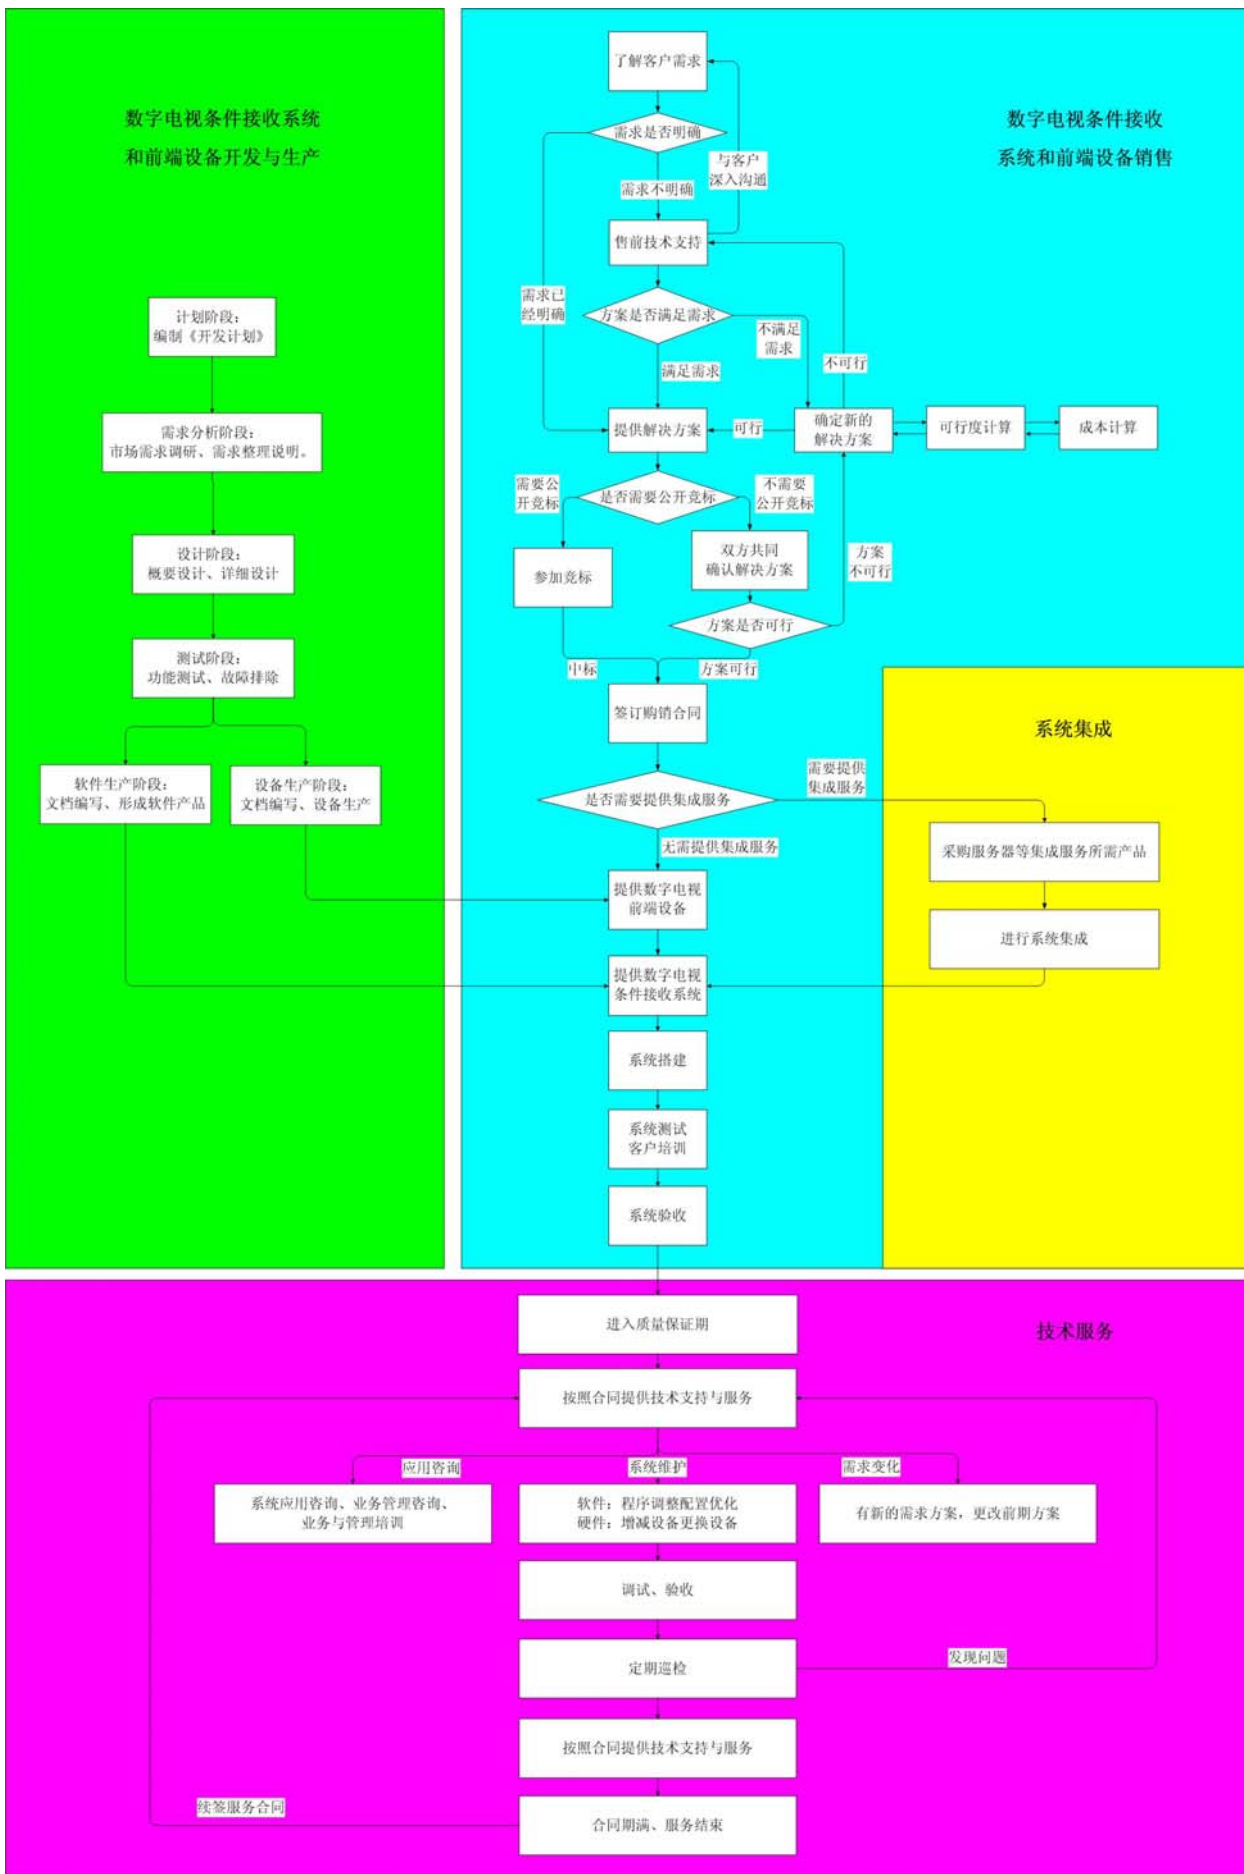 数字电视条件接收系统
和前端设备开发与生产
计划阶段：
编制《开发计划》
需求分析阶段：
市场需求调研、需求整理说明。
设计阶段：
概要设计、详细设计
测试阶段：
功能测试、故障排除
软件生产阶段：
文档编写、形成软件产品
设备生产阶段：
文档编写、设备生产
数字电视条件接收
系统和前端设备销售
了解客户需求
需求是否明确
与客户
深入沟通
需求不明确
售前技术支持
需求已
经明确
方案是否满足需求
不满足
需求
不可行
满足需求
提供解决方案
可行
确定新的
解决方案
可行度计算
成本计算
需要公
开竞标
是否需要公开竞标
不需要
公开竞标
参加竞标
双方共同
确认解决方案
方案
不可行
方案是否可行
中标
方案可行
签订购销合同
是否需要提供集成服务
需要提供
集成服务
无需提供集成服务
提供数字电视
前端设备
提供数字电视
条件接收系统
系统搭建
系统测试
客户培训
系统验收
系统集成
采购服务器等集成服务所需产品
进行系统集成
技术服务
进入质量保证期
按照合同提供技术支持与服务
应用咨询
系统维护
需求变化
系统应用咨询、业务管理咨询、
业务与管理培训
软件：程序调整配置优化
硬件：增减设备更换设备
有新的需求方案，更改前期方案
调试、验收
定期巡检
发现问题
按照合同提供技术支持与服务
续签服务合同
合同期满、服务结束